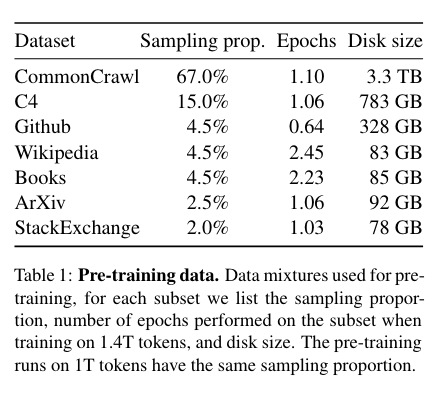 Dataset Sampling prop. Epochs Disk size
CommonCrawl 67.0% 1.10 3.3 TB
C4 15.0% 1.06 783 GB
Github 4.5% 0.64 328 GB
Wikipedia 4.5% 2.45 83 GB
Books 4.5% 2.23 85 GB
ArXiv 2.5% 1.06 92 GB
StackExchange 2.0% 1.03 78 GB
Table 1: Pre-training data. Data mixtures used for pre-
training, for each subset we list the sampling propor-
tion, number of epochs performed on the subset when
training on 1.4T tokens, and disk size. The pre-training
runs on 1T tokens have the same sampling proportion.